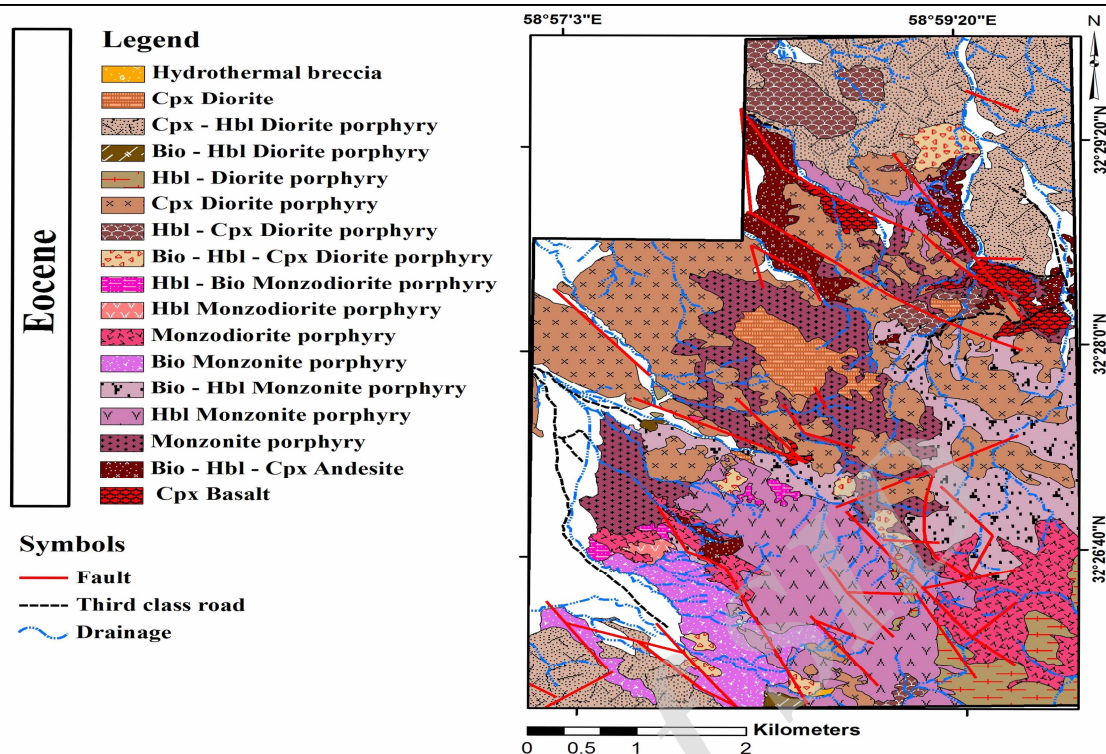 58°57'3"E
58°59'20"E
N
Legend
Hydrothermal breccia
Cpx Diorite
Cpx - Hbl Diorite porphyry
Bio - Hbl Diorite porphyry
Hbl - Diorite porphyry
Cpx Diorite porphyry
Hbl - Cpx Diorite porphyry
Bio - Hbl - Cpx Diorite porphyry
Hbl - Bio Monzodiorite porphyry
Hbl Monzodiorite porphyry
Monzodiorite porphyry
Bio Monzonite porphyry
Bio - Hbl Monzonite porphyry
Hbl Monzonite porphyry
Monzonite porphyry
Bio - Hbl - Cpx Andesite
Cpx Basalt
Eocene
Symbols
Fault
Third class road
Drainage
32°29'20"N
32°28'0"N
32°26'40"N
Kilometers
0 0.5 1 2